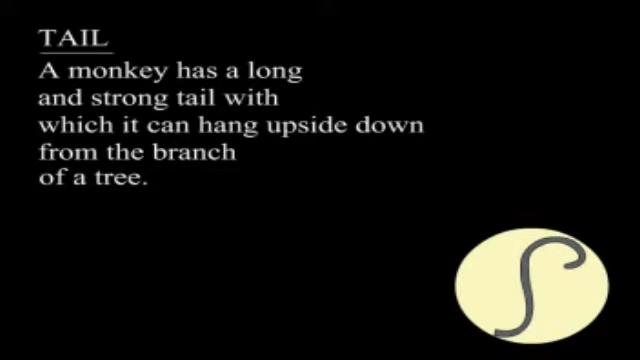 TAIL
A monkey has a long
and strong tail with
which it can hang upside down
from the branch
of a tree.